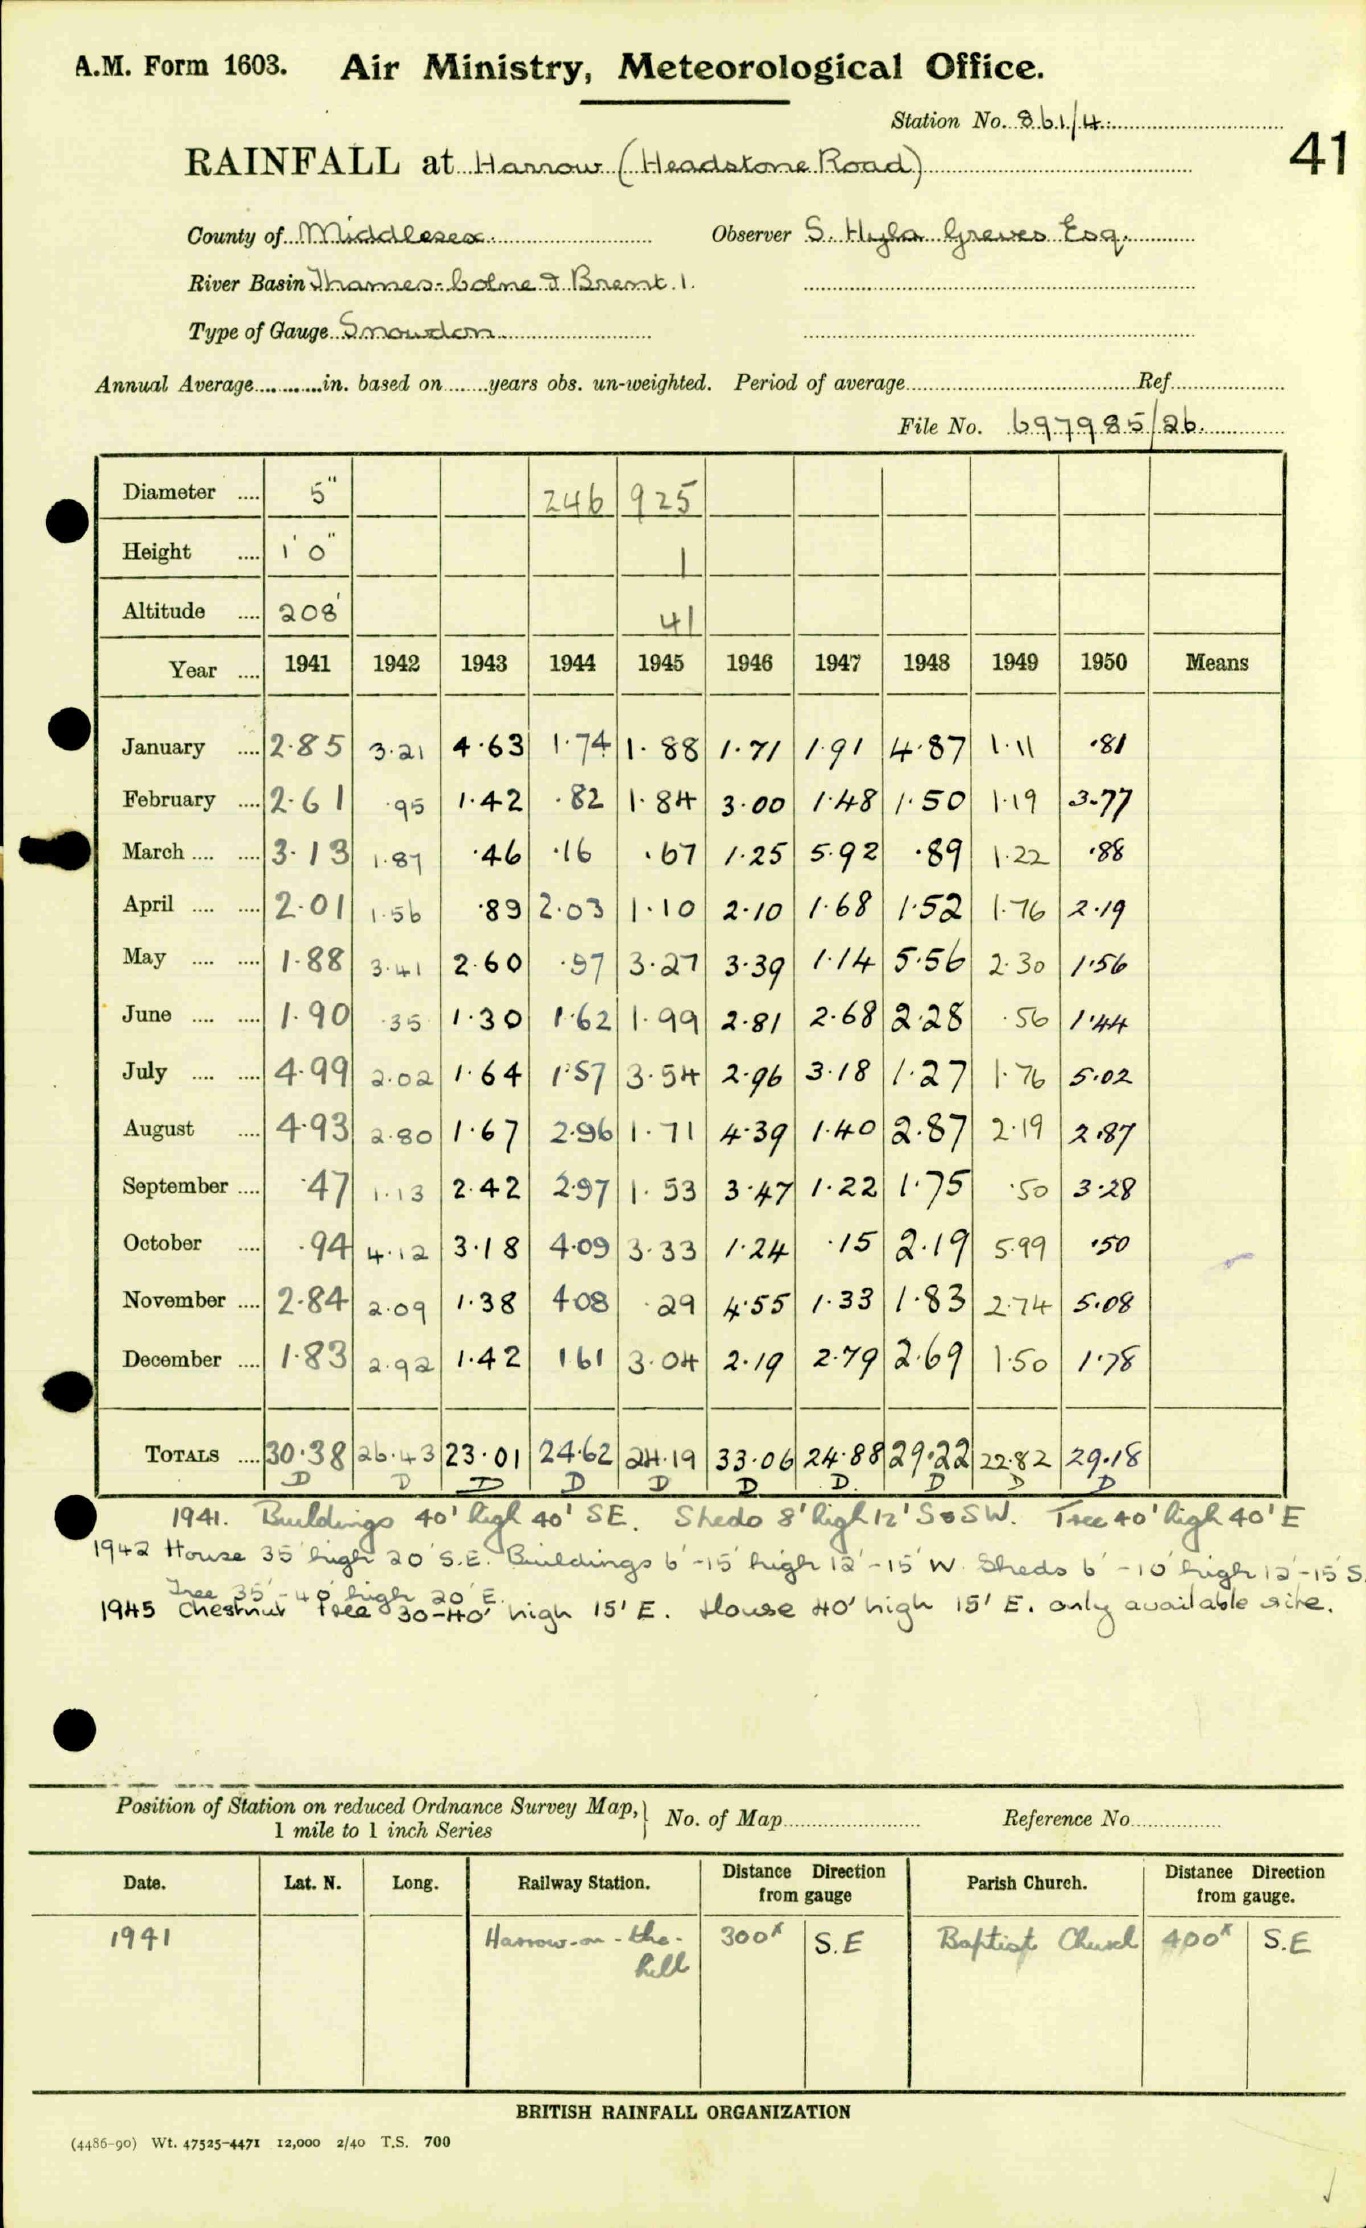 A.M. Form 1603. Air Ministry, Meteorological Office.
Station No. 861/4.
41
RAINFALL at Harrow (Headstone Road)
County of Middlesex. Observer S. Hyla Greves Esq.
River Basin Thames-Colne & Brent 1.
Type of Gauge Snowdon
Annual Average in. based on years obs. un-weighted. Period of average Ref
File No. 697985/26.
Diameter 5" 246 925
Height 1' 0" 1
Altitude 208' 41
Year 1941 1942 1943 1944 1945 1946 1947 1948 1949 1950 Means
January 2.85 3.21 4.63 1.74 1.88 1.71 1.91 4.87 1.11 .81
February 2.61 .95 1.42 .82 1.84 3.00 1.48 1.50 1.19 3.77
March 3.13 1.87 .46 .16 .67 1.25 5.92 .89 1.22 .88
April 2.01 1.56 .89 2.03 1.10 2.10 1.68 1.52 1.76 2.19
May 1.88 3.41 2.60 .97 3.27 3.39 1.14 5.56 2.30 1.56
June 1.90 .35 1.30 1.62 1.99 2.81 2.68 2.28 .56 1.44
July 4.99 2.02 1.64 1.57 3.54 2.96 3.18 1.27 1.76 5.02
August 4.93 2.80 1.67 2.96 1.71 4.39 1.40 2.87 2.19 2.87
September .47 1.13 2.42 2.97 1.53 3.47 1.22 1.75 .50 3.28
October .94 4.12 3.18 4.09 3.33 1.24 .15 2.19 5.99 .50
November 2.84 2.09 1.38 4.08 .29 4.55 1.33 1.83 2.74 5.08
December 1.83 2.92 1.42 1 61 3.04 2.19 2.79 2.69 1.50 1.78
TOTALS 30.38 26.43 23.01 24.62 24.19 33.06 24.88 29.22 22.82 29.18
D D D D D D D D D D
1941. Buildings 40' high 40' SE. Sheds 8' high 12' S & SW. Tree 40' high 40' E
1942 House 35' high 20' S.E. Buildings 6'-15' high 12'-15' W. Sheds 6'-10' high 12'-15' S.
Tree 35'-40' high 20' E.
1945 Chestnut Tree 30-40' high 15' E. House 40' high 15' E. only available site.
Position of Station on reduced Ordnance Survey Map, 1 mile to 1 inch Series } No. of Map Reference No
Date. Lat. N. Long. Railway Station. Distance Direction from gauge Parish Church. Distance Direction from gauge.
1941 Harrow-on-the-hill 300x S.E Baptist Church 400x S.E
BRITISH RAINFALL ORGANIZATION
(4486-90) Wt. 47525-4471 12,000 2/40 T.S. 700